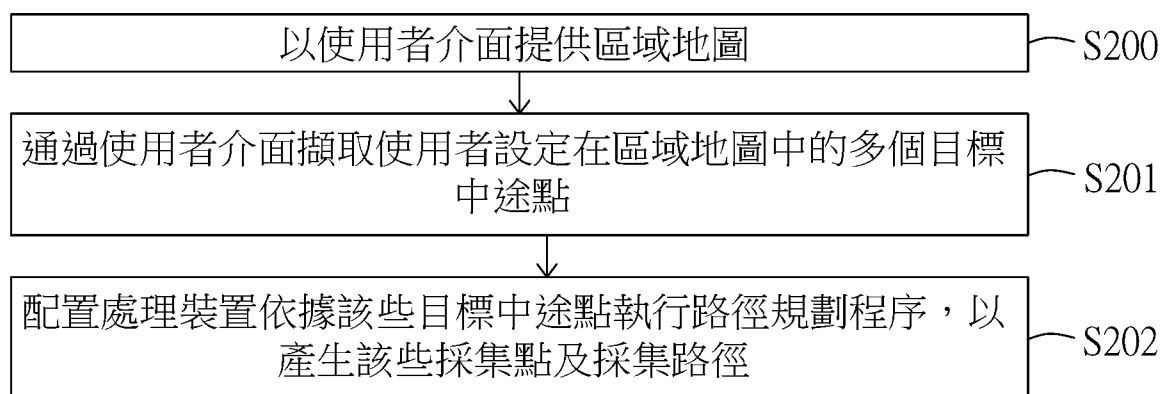 以使用者介面提供區域地圖
S200
通過使用者介面擷取使用者設定在區域地圖中的多個目標
中途點
S201
配置處理裝置依據該些目標中途點執行路徑規劃程序，以
產生該些採集點及採集路徑
S202